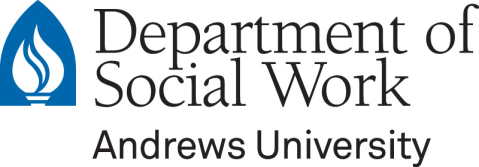 Department of
Social Work
Andrews University